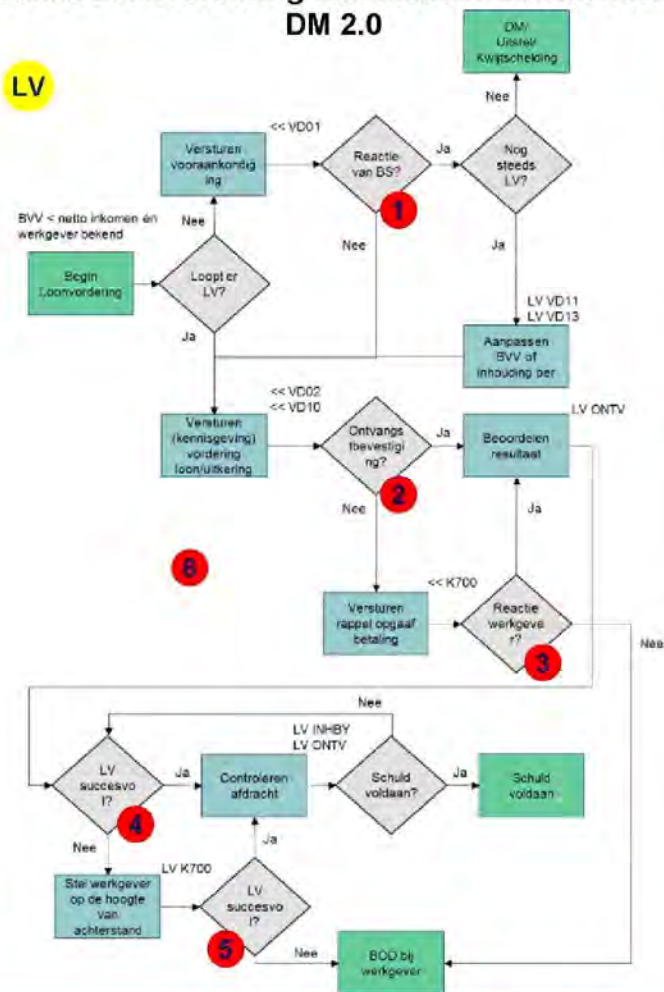 DM 2.0
LV
DM/
Uitstel/
Kwijtschelding
Nee
<< VD01
Versturen
vooraankondig
ing
Reactie
van BS?
Ja
Nog
steeds
LV?
1
BVV < netto inkomen én
werkgever bekend
Nee
Nee
Ja
Begin
Loonvordering
Loopt er
LV?
LV VD11
LV VD13
Ja
Aanpassen
BVV of
inhouding per
<< VD02
<< VD10
LV ONTV
Versturen
(kennisgeving)
vordering
loon/uitkering
Ontvangs
tbevestigi
ng?
Ja
Beoordelen
resultaat
2
Nee
Ja
<< K700
Versturen
rappel opgaaf
betaling
Reactie
werkgeve
r?
Nee
3
Nee
LV INHBY
LV ONTV
LV
succesvo
l?
Ja
Controleren
afdracht
Schuld
voldaan?
Ja
Schuld
voldaan
4
Nee
Ja
LV K700
Stel werkgever
op de hoogte
van
achterstand
LV
succesvo
l?
5
Nee
BOD bij
werkgever